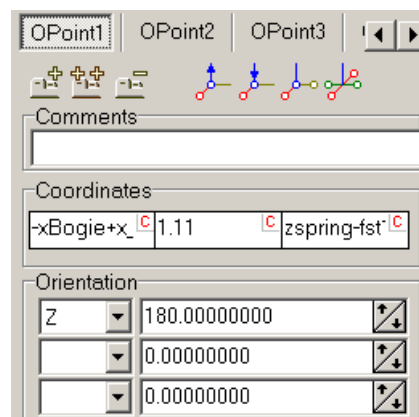 OPoint1 OPoint2 OPoint3
Comments
Coordinates
-xBogie+x_ C 1.11 C zspring-fst C
Orientation
Z 180.00000000
0.00000000
0.00000000